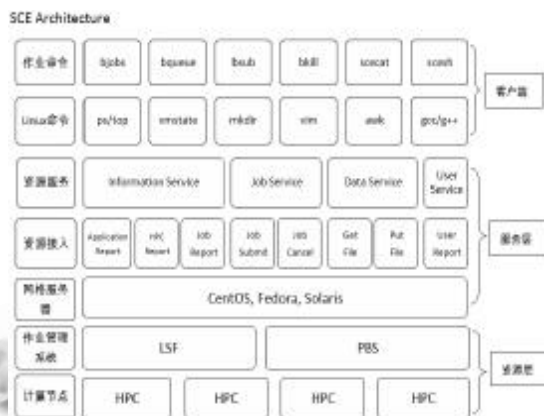 SCE Architecture
作业命令 bjobs bqueue bsub bkill scecat
客户端
Linux命令 ps/top vmstate mkdir vim awk gcc/g++
资源服务 Information Service Job Service Data Service User Service
资源接入 Application Report HPC Report Job Report Job Submit Job Cancel Get File Put File User Report
服务层
网格服务器 CentOS, Fedora, Solaris
作业管理系统 LSF PBS
资源层
计算节点 HPC HPC HPC HPC